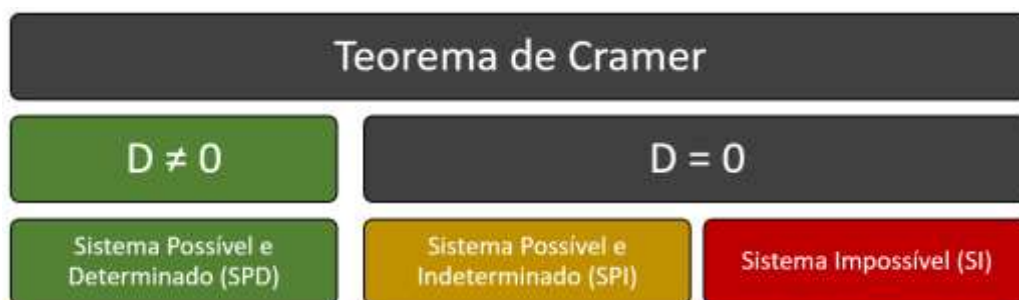 Teorema de Cramer
D ≠ 0
D = 0
Sistema Possível e
Determinado (SPD)
Sistema Possível e
Indeterminado (SPI)
Sistema Impossível (SI)